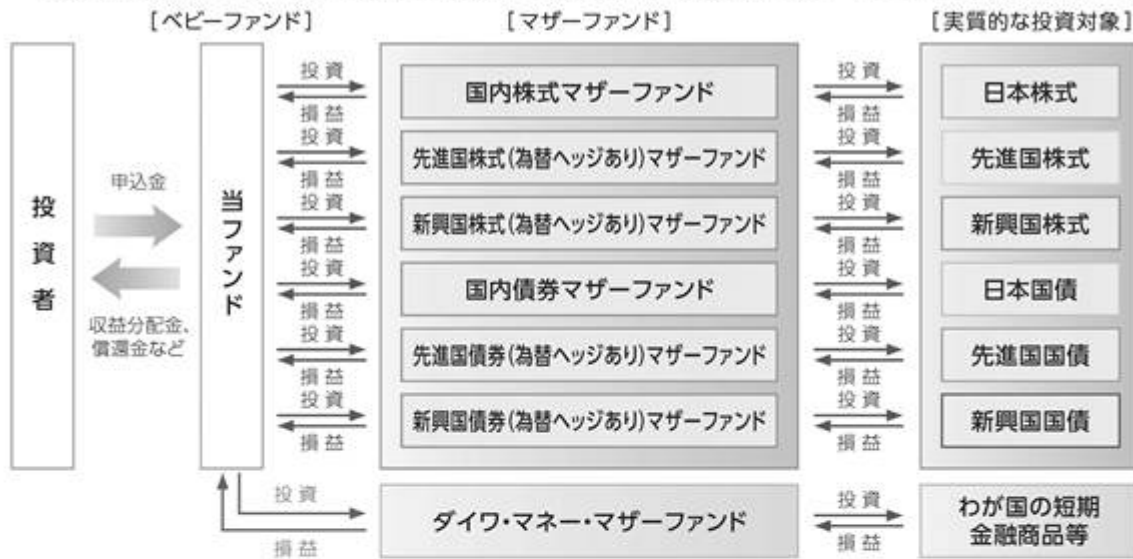 [ベビーファンド] [マザーファンド] [実質的な投資対象]
投資者
申込金
収益分配金、
償還金など
当ファンド
投資
損益
国内株式マザーファンド
投資
損益
日本株式
投資
損益
先進国株式(為替ヘッジあり)マザーファンド
投資
損益
先進国株式
投資
損益
新興国株式(為替ヘッジあり)マザーファンド
投資
損益
新興国株式
投資
損益
国内債券マザーファンド
投資
損益
日本国債
投資
損益
先進国債券(為替ヘッジあり)マザーファンド
投資
損益
先進国国債
投資
損益
新興国債券(為替ヘッジあり)マザーファンド
投資
損益
新興国国債
投資
損益
ダイワ・マネー・マザーファンド
投資
損益
わが国の短期
金融商品等